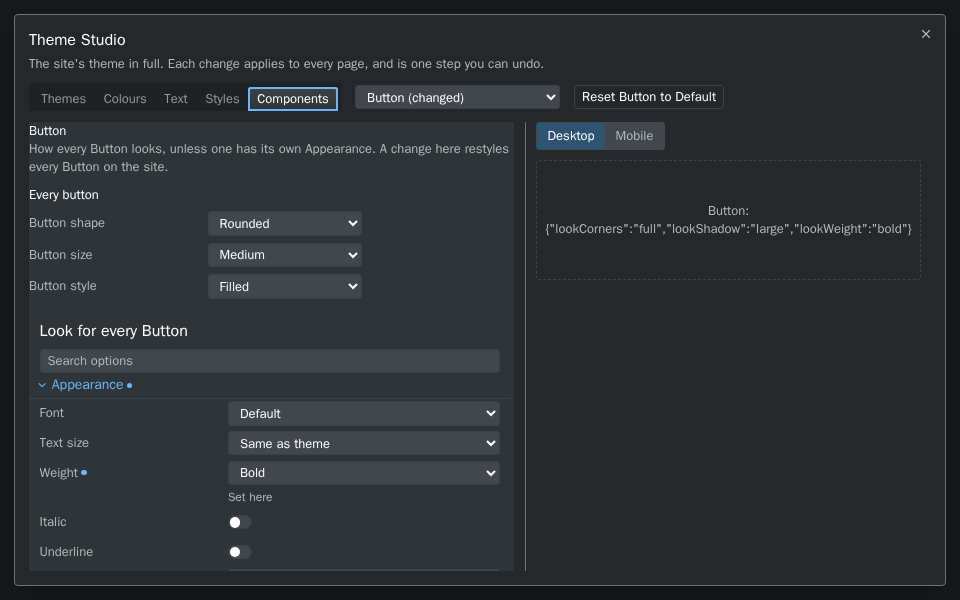 Theme Studio
The site's theme in full. Each change applies to every page, and is one step you can undo.
Themes Colours Text Styles Components Button (changed) Reset Button to Default
Button
How every Button looks, unless one has its own Appearance. A change here restyles
every Button on the site.
Every button
Button shape Rounded
Button size Medium
Button style Filled
Look for every Button
Search options
Appearance
Font Default
Text size Same as theme
Weight Bold
Set here
Italic
Underline
Desktop Mobile
Button:
{"lookCorners":"full","lookShadow":"large","lookWeight":"bold"}